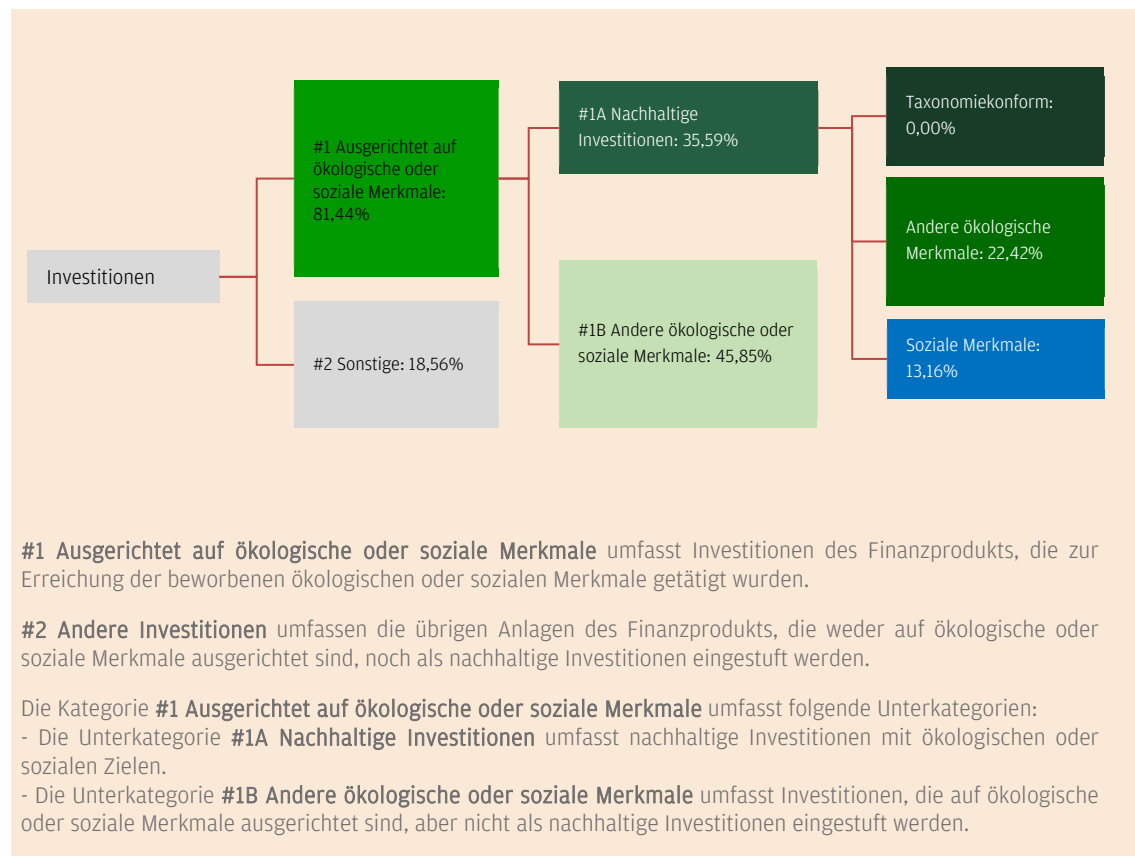 Investitionen
#1 Ausgerichtet auf
ökologische oder
soziale Merkmale:
81,44%
#2 Sonstige: 18,56%
#1A Nachhaltige
Investitionen: 35,59%
#1B Andere ökologische oder
soziale Merkmale: 45,85%
Taxonomiekonform:
0,00%
Andere ökologische
Merkmale: 22,42%
Soziale Merkmale:
13,16%
#1 Ausgerichtet auf ökologische oder soziale Merkmale umfasst Investitionen des Finanzprodukts, die zur
Erreichung der beworbenen ökologischen oder sozialen Merkmale getätigt wurden.
#2 Andere Investitionen umfassen die übrigen Anlagen des Finanzprodukts, die weder auf ökologische oder
soziale Merkmale ausgerichtet sind, noch als nachhaltige Investitionen eingestuft werden.
Die Kategorie #1 Ausgerichtet auf ökologische oder soziale Merkmale umfasst folgende Unterkategorien:
- Die Unterkategorie #1A Nachhaltige Investitionen umfasst nachhaltige Investitionen mit ökologischen oder
sozialen Zielen.
- Die Unterkategorie #1B Andere ökologische oder soziale Merkmale umfasst Investitionen, die auf ökologische
oder soziale Merkmale ausgerichtet sind, aber nicht als nachhaltige Investitionen eingestuft werden.